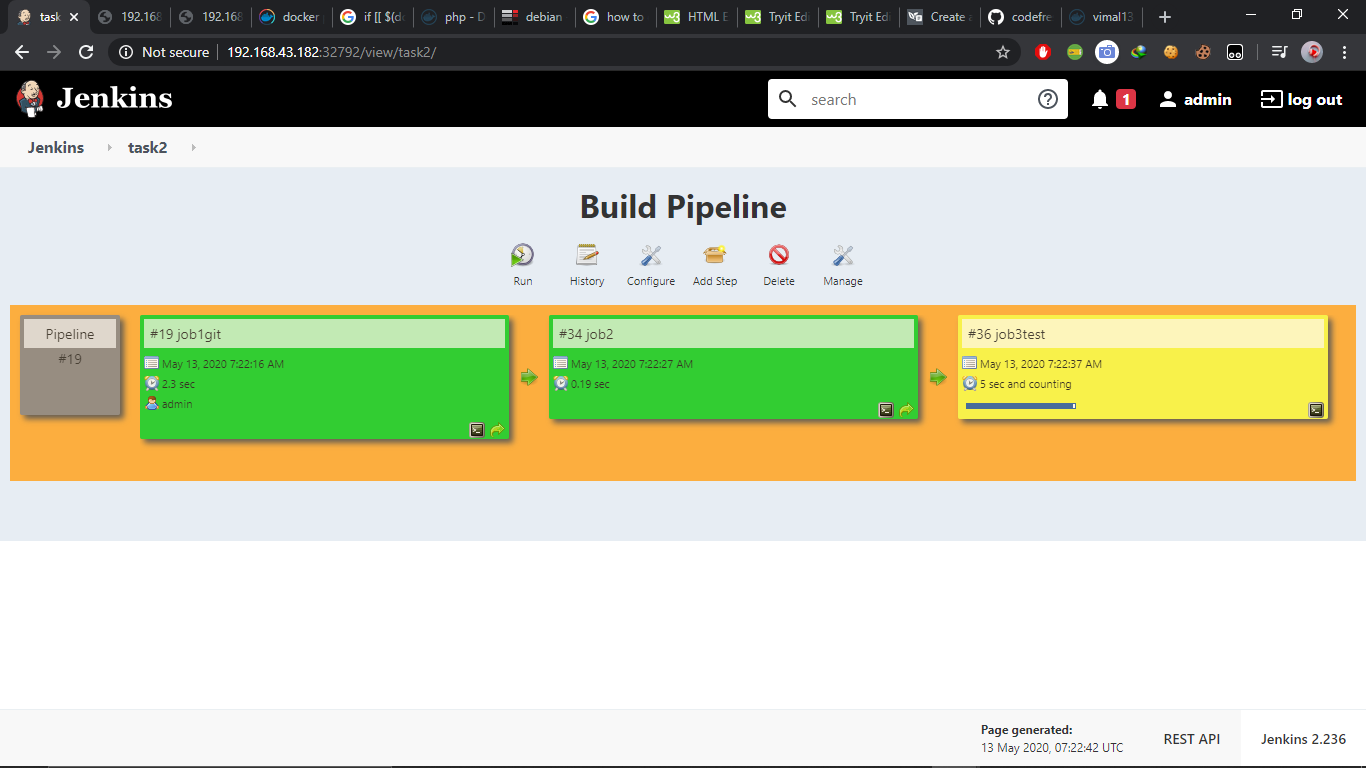 task
192.168
192.168
docker
if [[ $(do
php - D
debian
how to
HTML E
Tryit Edi
Tryit Edi
Create a
codefre
vimal13
Not secure
192.168.43.182:32792/view/task2/
Jenkins
search
1
admin
log out
Jenkins
task2
Build Pipeline
Run
History
Configure
Add Step
Delete
Manage
Pipeline
#19
#19 job1git
May 13, 2020 7:22:16 AM
2.3 sec
admin
#34 job2
May 13, 2020 7:22:27 AM
0.19 sec
#36 job3test
May 13, 2020 7:22:37 AM
5 sec and counting
Page generated:
13 May 2020, 07:22:42 UTC
REST API
Jenkins 2.236